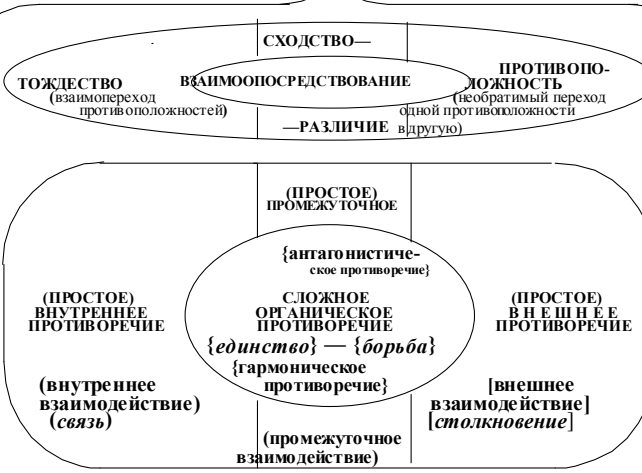 СХОДСТВО—
ТОЖДЕСТВО
(взаимопереход
противоположностей)
ВЗАИМООПОСРЕДСТВОВАНИЕ
ПРОТИВОПО-
ЛОЖНОСТЬ
(необратимый переход
одной противоположности
в другую)
—РАЗЛИЧИЕ
(ПРОСТОЕ)
ПРОМЕЖУТОЧНОЕ
{антагонистиче-
ское противоречие}
(ПРОСТОЕ)
ВНУТРЕННЕЕ
ПРОТИВОРЕЧИЕ
СЛОЖНОЕ
ОРГАНИЧЕСКОЕ
ПРОТИВОРЕЧИЕ
{единство} — {борьба}
{гармоническое
противоречие}
(ПРОСТОЕ)
ВНЕШНЕЕ
ПРОТИВОРЕЧИЕ
(внутреннее
взаимодействие)
(связь)
[внешнее
взаимодействие]
[столкновение]
(промежуточное
взаимодействие)